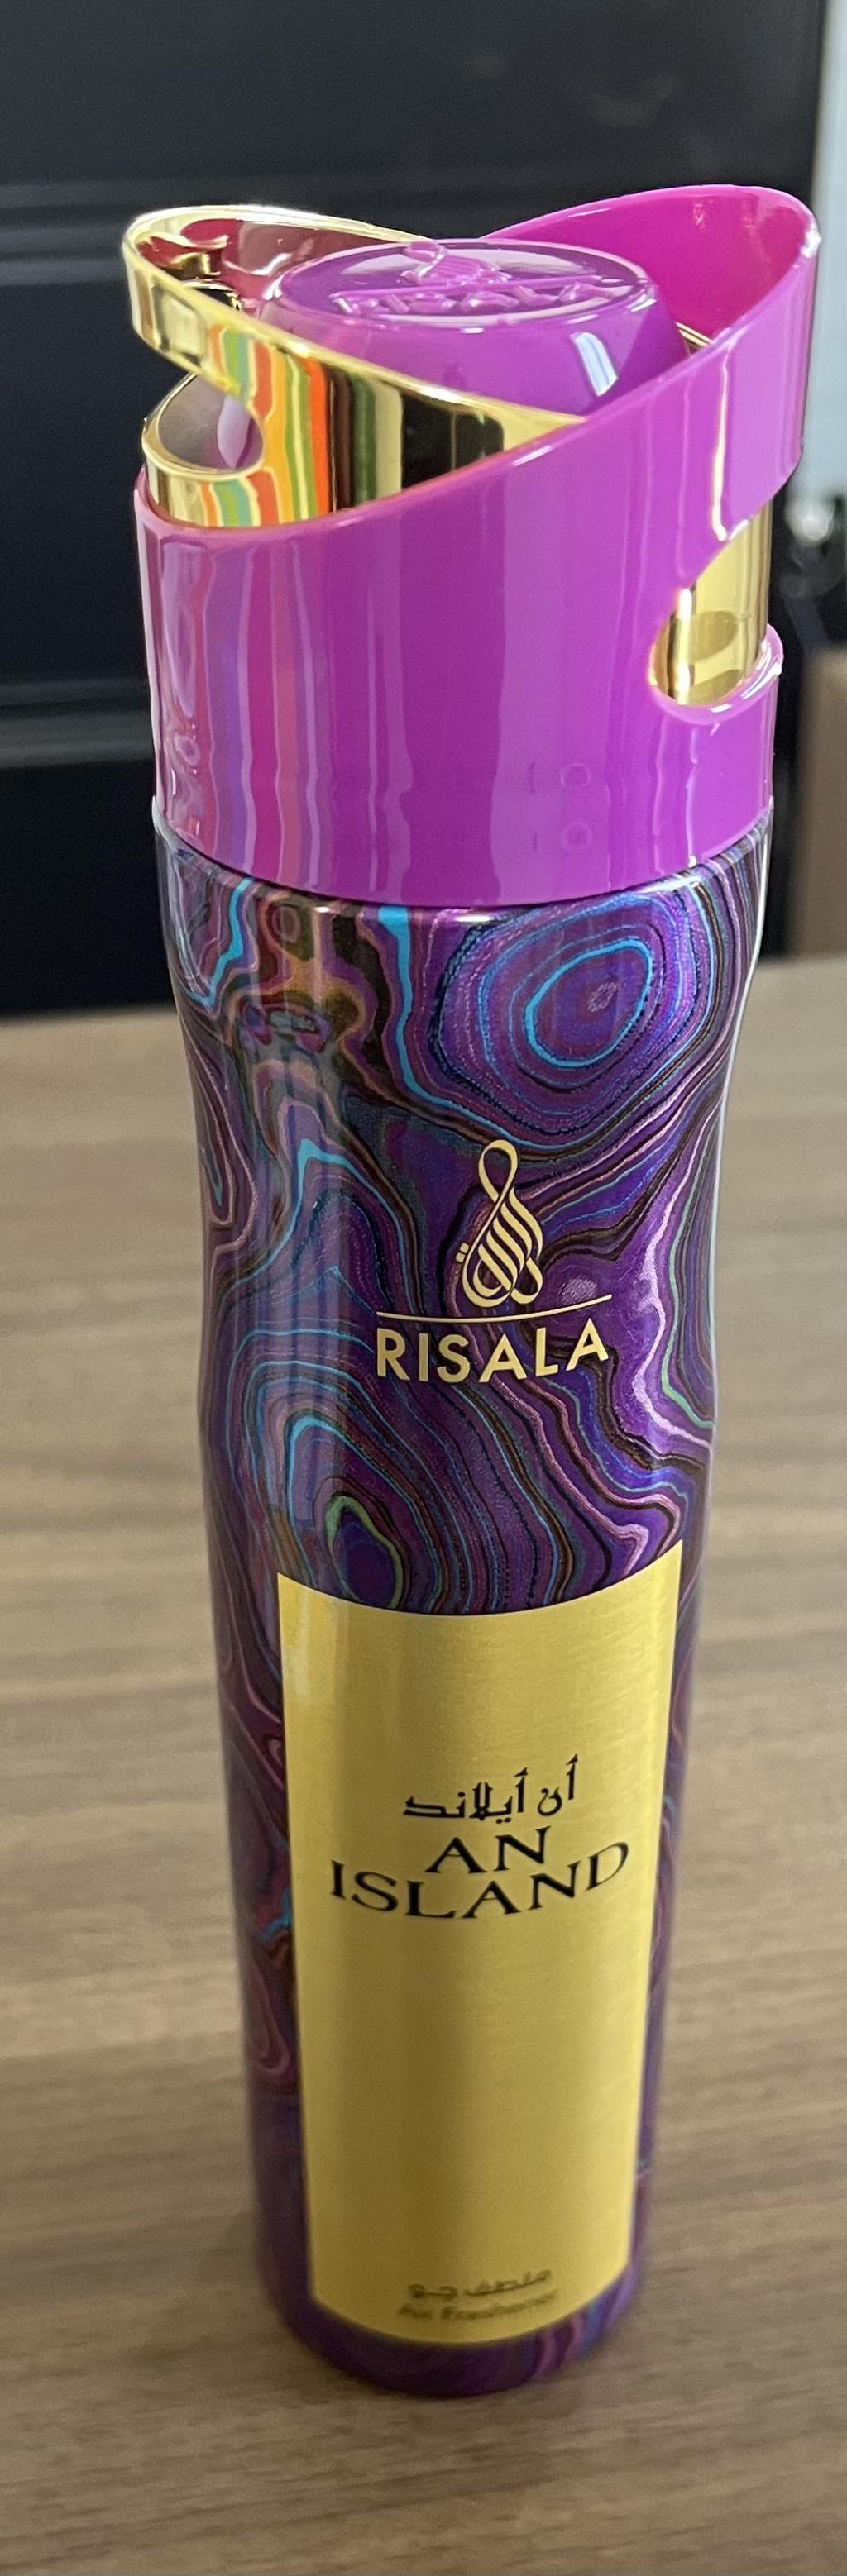 RISALA
أن أيلاند
AN
ISLAND
ملطف جو
Air Freshener